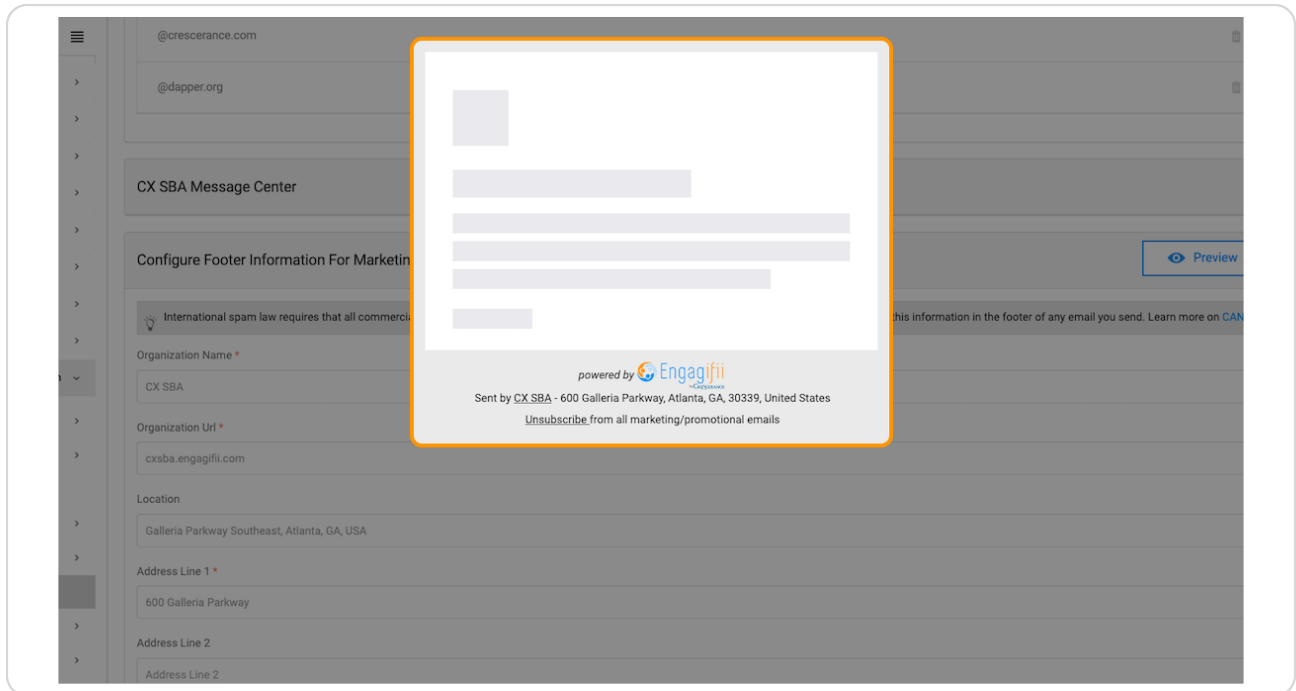 @crescerance.com
@dapper.org
CX SBA Message Center
Configure Footer Information For Marketin
Preview
International spam law requires that all commerci
his information in the footer of any email you send. Learn more on CAN
Organization Name *
CX SBA
Organization Url *
cxsba.engagifii.com
Location
Galleria Parkway Southeast, Atlanta, GA, USA
Address Line 1 *
600 Galleria Parkway
Address Line 2
Address Line 2
powered by Engagifii
by Crescerance
Sent by CX SBA - 600 Galleria Parkway, Atlanta, GA, 30339, United States
Unsubscribe from all marketing/promotional emails